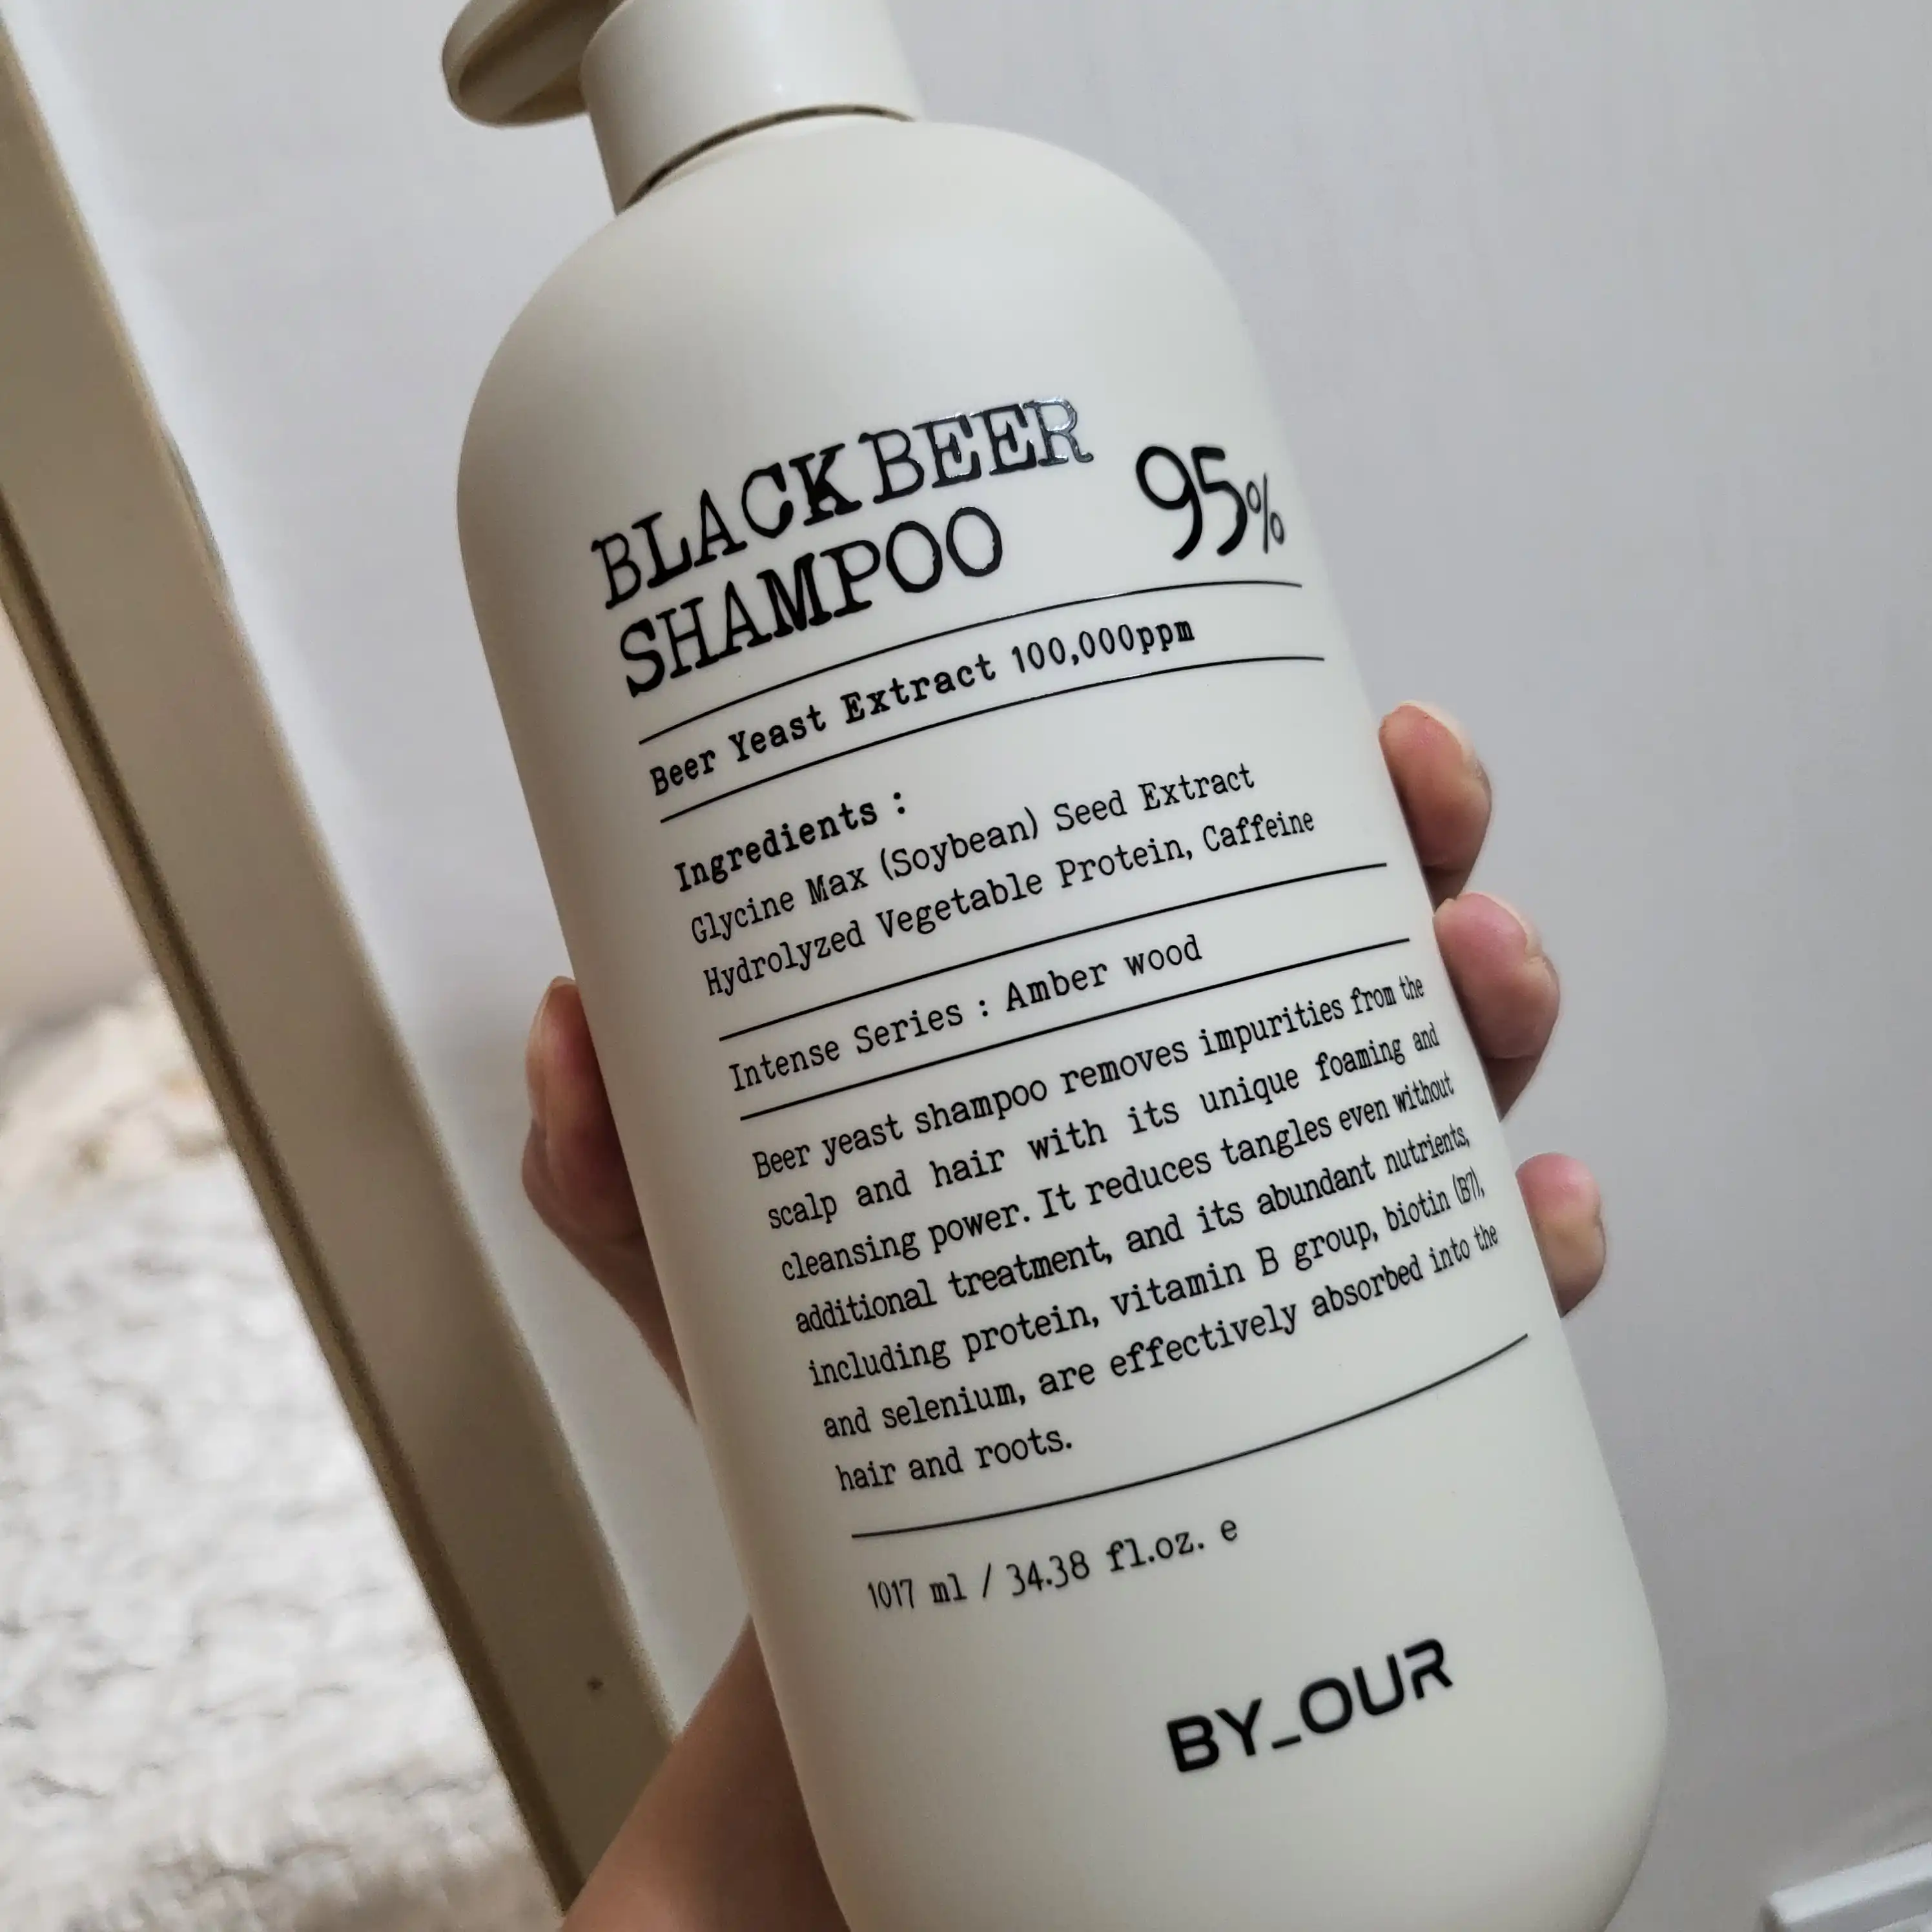 BLACK BEER
SHAMPOO
95%
Beer Yeast Extract 100,000ppm
Ingredients :
Glycine Max (Soybean) Seed Extract
Hydrolyzed Vegetable Protein, Caffeine
Intense Series : Amber wood
Beer yeast shampoo removes impurities from the
scalp and hair with its unique foaming and
cleansing power. It reduces tangles even without
additional treatment, and its abundant nutrients,
including protein, vitamin B group, biotin (B7),
and selenium, are effectively absorbed into the
hair and roots.
1017 ml / 34.38 fl.oz. e
BY_OUR